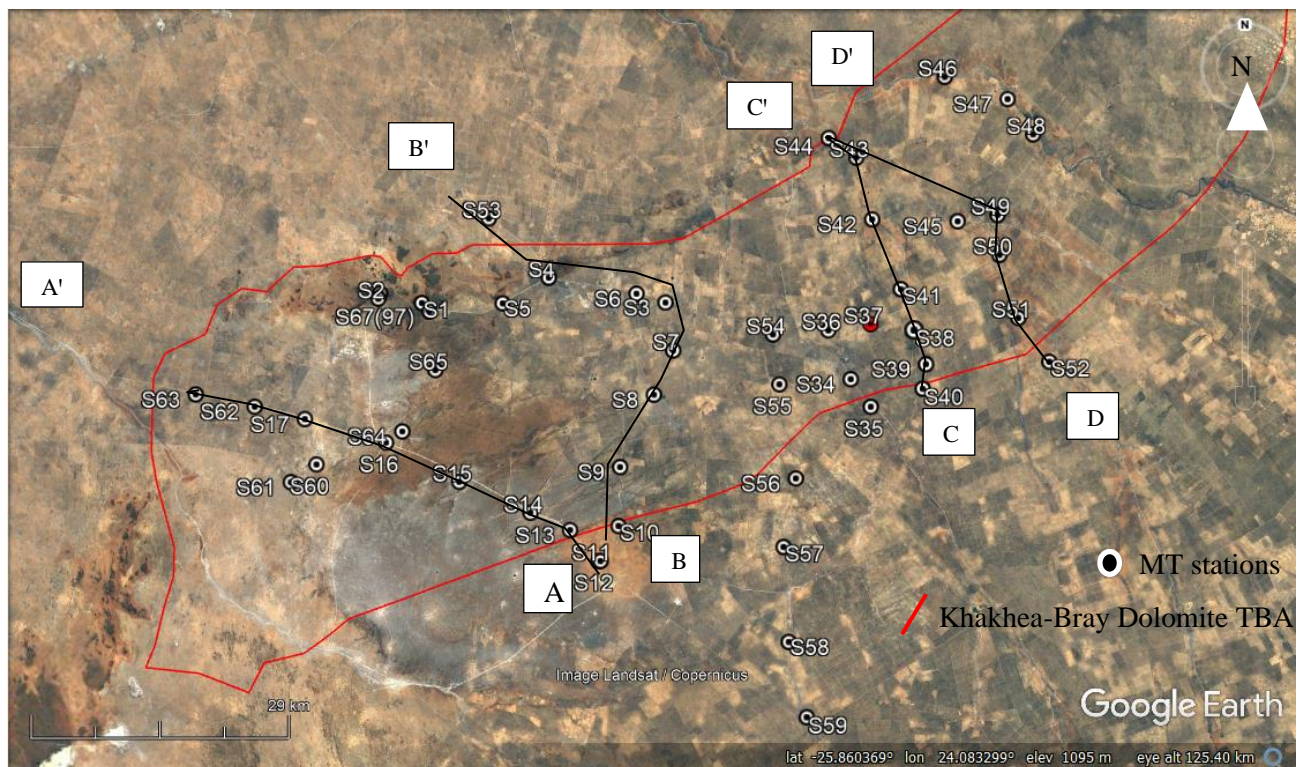 N
N
D'
S46
S47
C'
S48
S44
S43
B'
S53
S42
S45
S49
S50
A'
S4
S2
S1
S5
S6
S3
S41
S67(97)
S37
S54
S36
S38
S51
S7
S65
S39
S52
S34
S63
S62
S8
S55
S40
S17
S35
C
D
S64
S16
S9
S15
S61
S60
S56
S14
S13
S10
S11
S57
B
MT stations
S12
A
Khakhea-Bray Dolomite TBA
S58
Image Landsat / Copernicus
29 km
Google Earth
S59
lat -25.860369° lon 24.083299° elev 1095 m eye alt 125.40 km